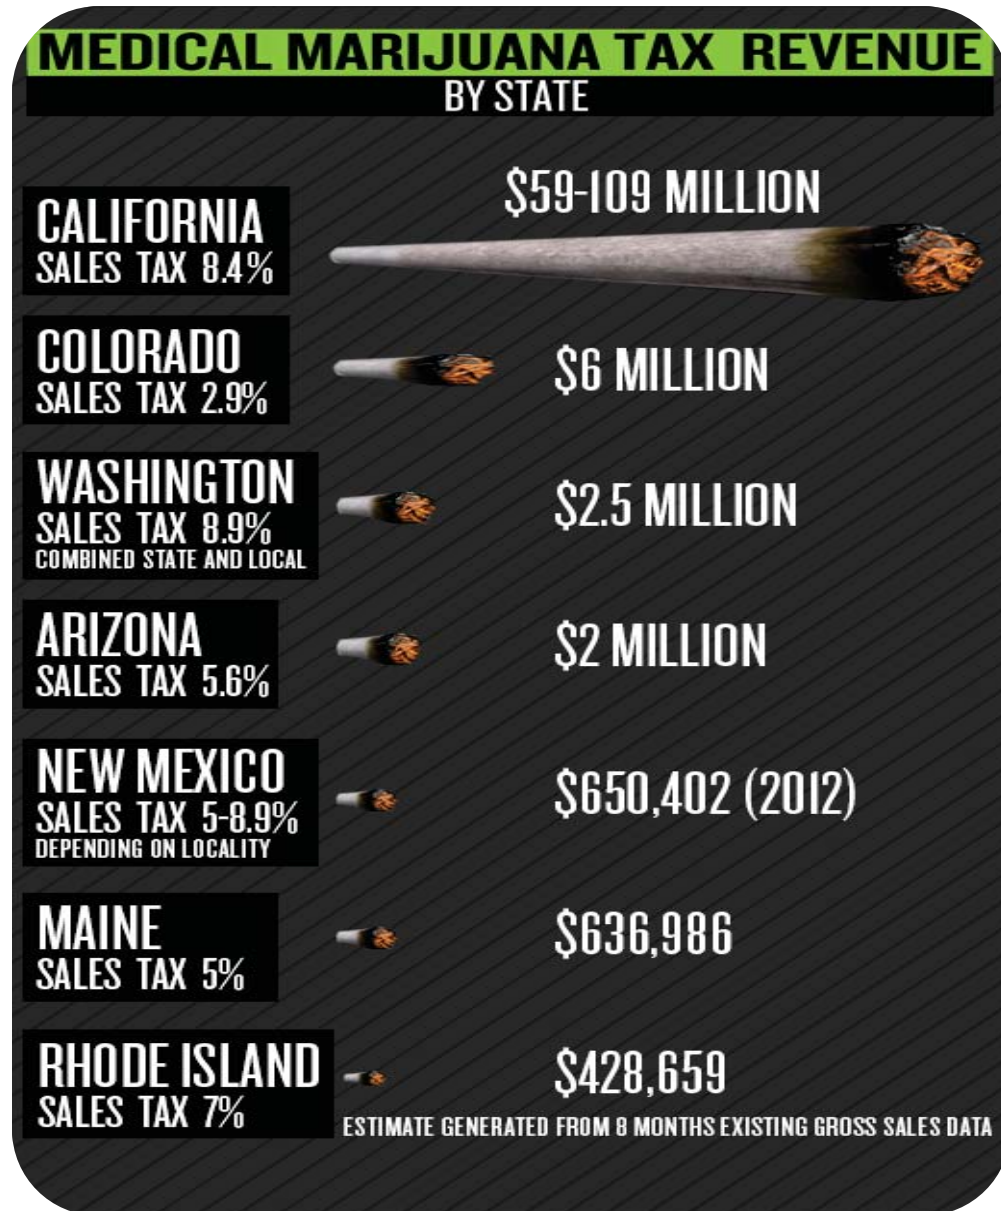 MEDICAL MARIJUANA TAX REVENUE
BY STATE
$59-109 MILLION
CALIFORNIA
SALES TAX 8.4%
COLORADO
SALES TAX 2.9%
$6 MILLION
WASHINGTON
SALES TAX 8.9%
COMBINED STATE AND LOCAL
$2.5 MILLION
ARIZONA
SALES TAX 5.6%
$2 MILLION
NEW MEXICO
SALES TAX 5-8.9%
DEPENDING ON LOCALITY
$650,402 (2012)
MAINE
SALES TAX 5%
$636,986
RHODE ISLAND
SALES TAX 7%
$428,659
ESTIMATE GENERATED FROM 8 MONTHS EXISTING GROSS SALES DATA